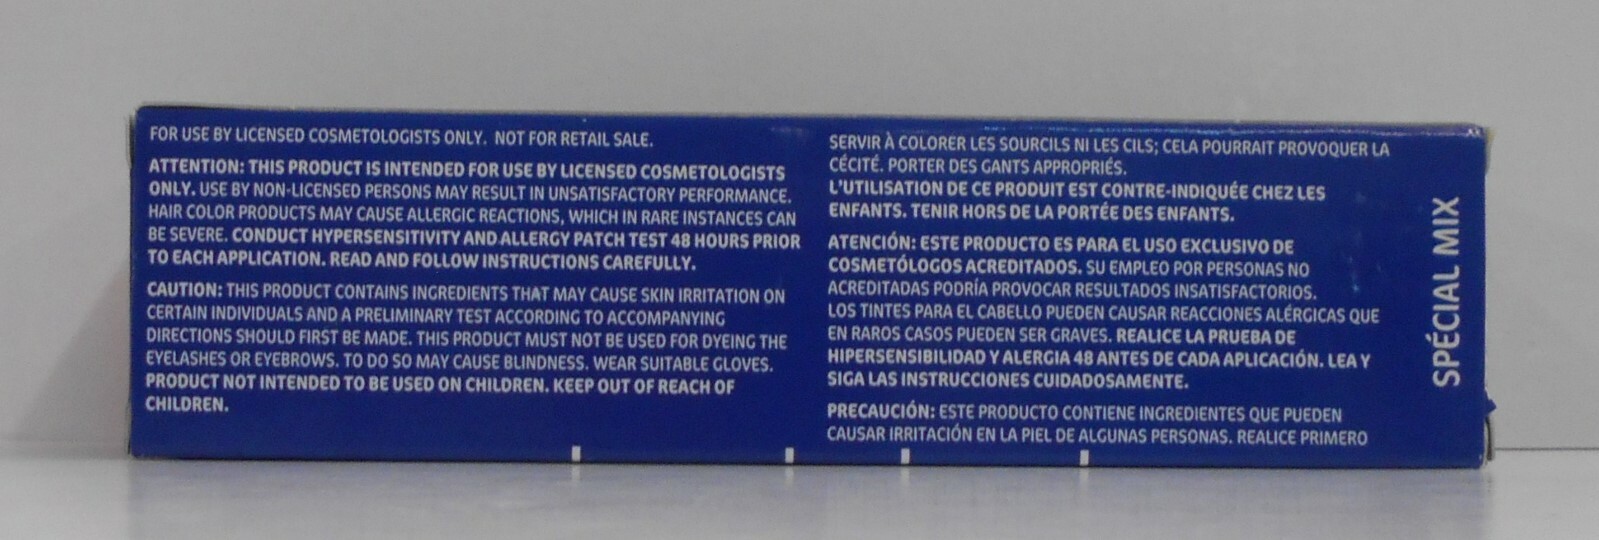 FOR USE BY LICENSED COSMETOLOGISTS ONLY. NOT FOR RETAIL SALE.
ATTENTION: THIS PRODUCT IS INTENDED FOR USE BY LICENSED COSMETOLOGISTS
ONLY. USE BY NON-LICENSED PERSONS MAY RESULT IN UNSATISFACTORY PERFORMANCE.
HAIR COLOR PRODUCTS MAY CAUSE ALLERGIC REACTIONS, WHICH IN RARE INSTANCES CAN
BE SEVERE. CONDUCT HYPERSENSITIVITY AND ALLERGY PATCH TEST 48 HOURS PRIOR
TO EACH APPLICATION. READ AND FOLLOW INSTRUCTIONS CAREFULLY.
CAUTION: THIS PRODUCT CONTAINS INGREDIENTS THAT MAY CAUSE SKIN IRRITATION ON
CERTAIN INDIVIDUALS AND A PRELIMINARY TEST ACCORDING TO ACCOMPANYING
DIRECTIONS SHOULD FIRST BE MADE. THIS PRODUCT MUST NOT BE USED FOR DYEING THE
EYELASHES OR EYEBROWS. TO DO SO MAY CAUSE BLINDNESS. WEAR SUITABLE GLOVES.
PRODUCT NOT INTENDED TO BE USED ON CHILDREN. KEEP OUT OF REACH OF
CHILDREN.
SERVIR À COLORER LES SOURCILS NI LES CILS; CELA POURRAIT PROVOQUER LA
CÉCITÉ. PORTER DES GANTS APPROPRIÉS.
L'UTILISATION DE CE PRODUIT EST CONTRE-INDIQUÉE CHEZ LES
ENFANTS. TENIR HORS DE LA PORTÉE DES ENFANTS.
ATENCIÓN: ESTE PRODUCTO ES PARA EL USO EXCLUSIVO DE
COSMETÓLOGOS ACREDITADOS. SU EMPLEO POR PERSONAS NO
ACREDITADAS PODRÍA PROVOCAR RESULTADOS INSATISFACTORIOS.
LOS TINTES PARA EL CABELLO PUEDEN CAUSAR REACCIONES ALÉRGICAS QUE
EN RAROS CASOS PUEDEN SER GRAVES. REALICE LA PRUEBA DE
HIPERSENSIBILIDAD Y ALERGIA 48 ANTES DE CADA APLICACIÓN. LEA Y
SIGA LAS INSTRUCCIONES CUIDADOSAMENTE.
PRECAUCIÓN: ESTE PRODUCTO CONTIENE INGREDIENTES QUE PUEDEN
CAUSAR IRRITACIÓN EN LA PIEL DE ALGUNAS PERSONAS. REALICE PRIMERO
SPÉCIAL MIX